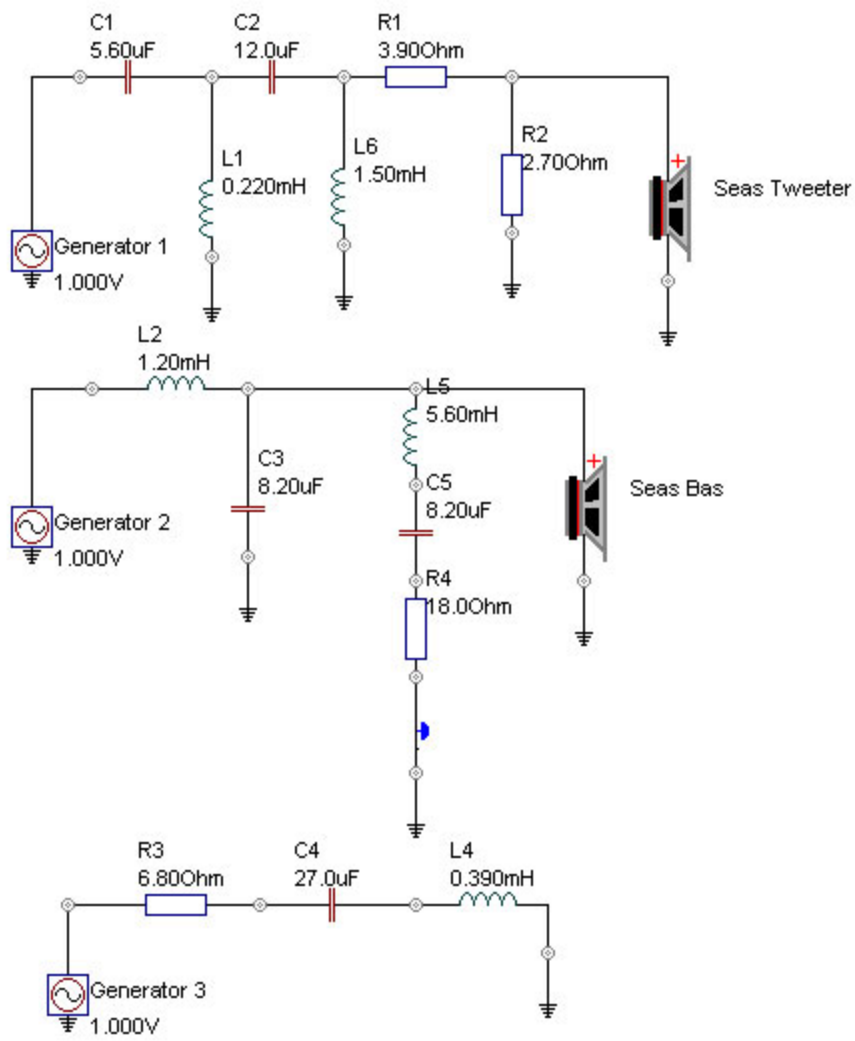 C1
5.60uF
C2
12.0uF
R1
3.90Ohm
L1
0.220mH
L6
1.50mH
R2
2.70Ohm
Seas Tweeter
Generator 1
1.000V
L2
1.20mH
L5
5.60mH
C3
8.20uF
C5
8.20uF
Seas Bas
Generator 2
1.000V
R4
18.0Ohm
R3
6.80Ohm
C4
27.0uF
L4
0.390mH
Generator 3
1.000V